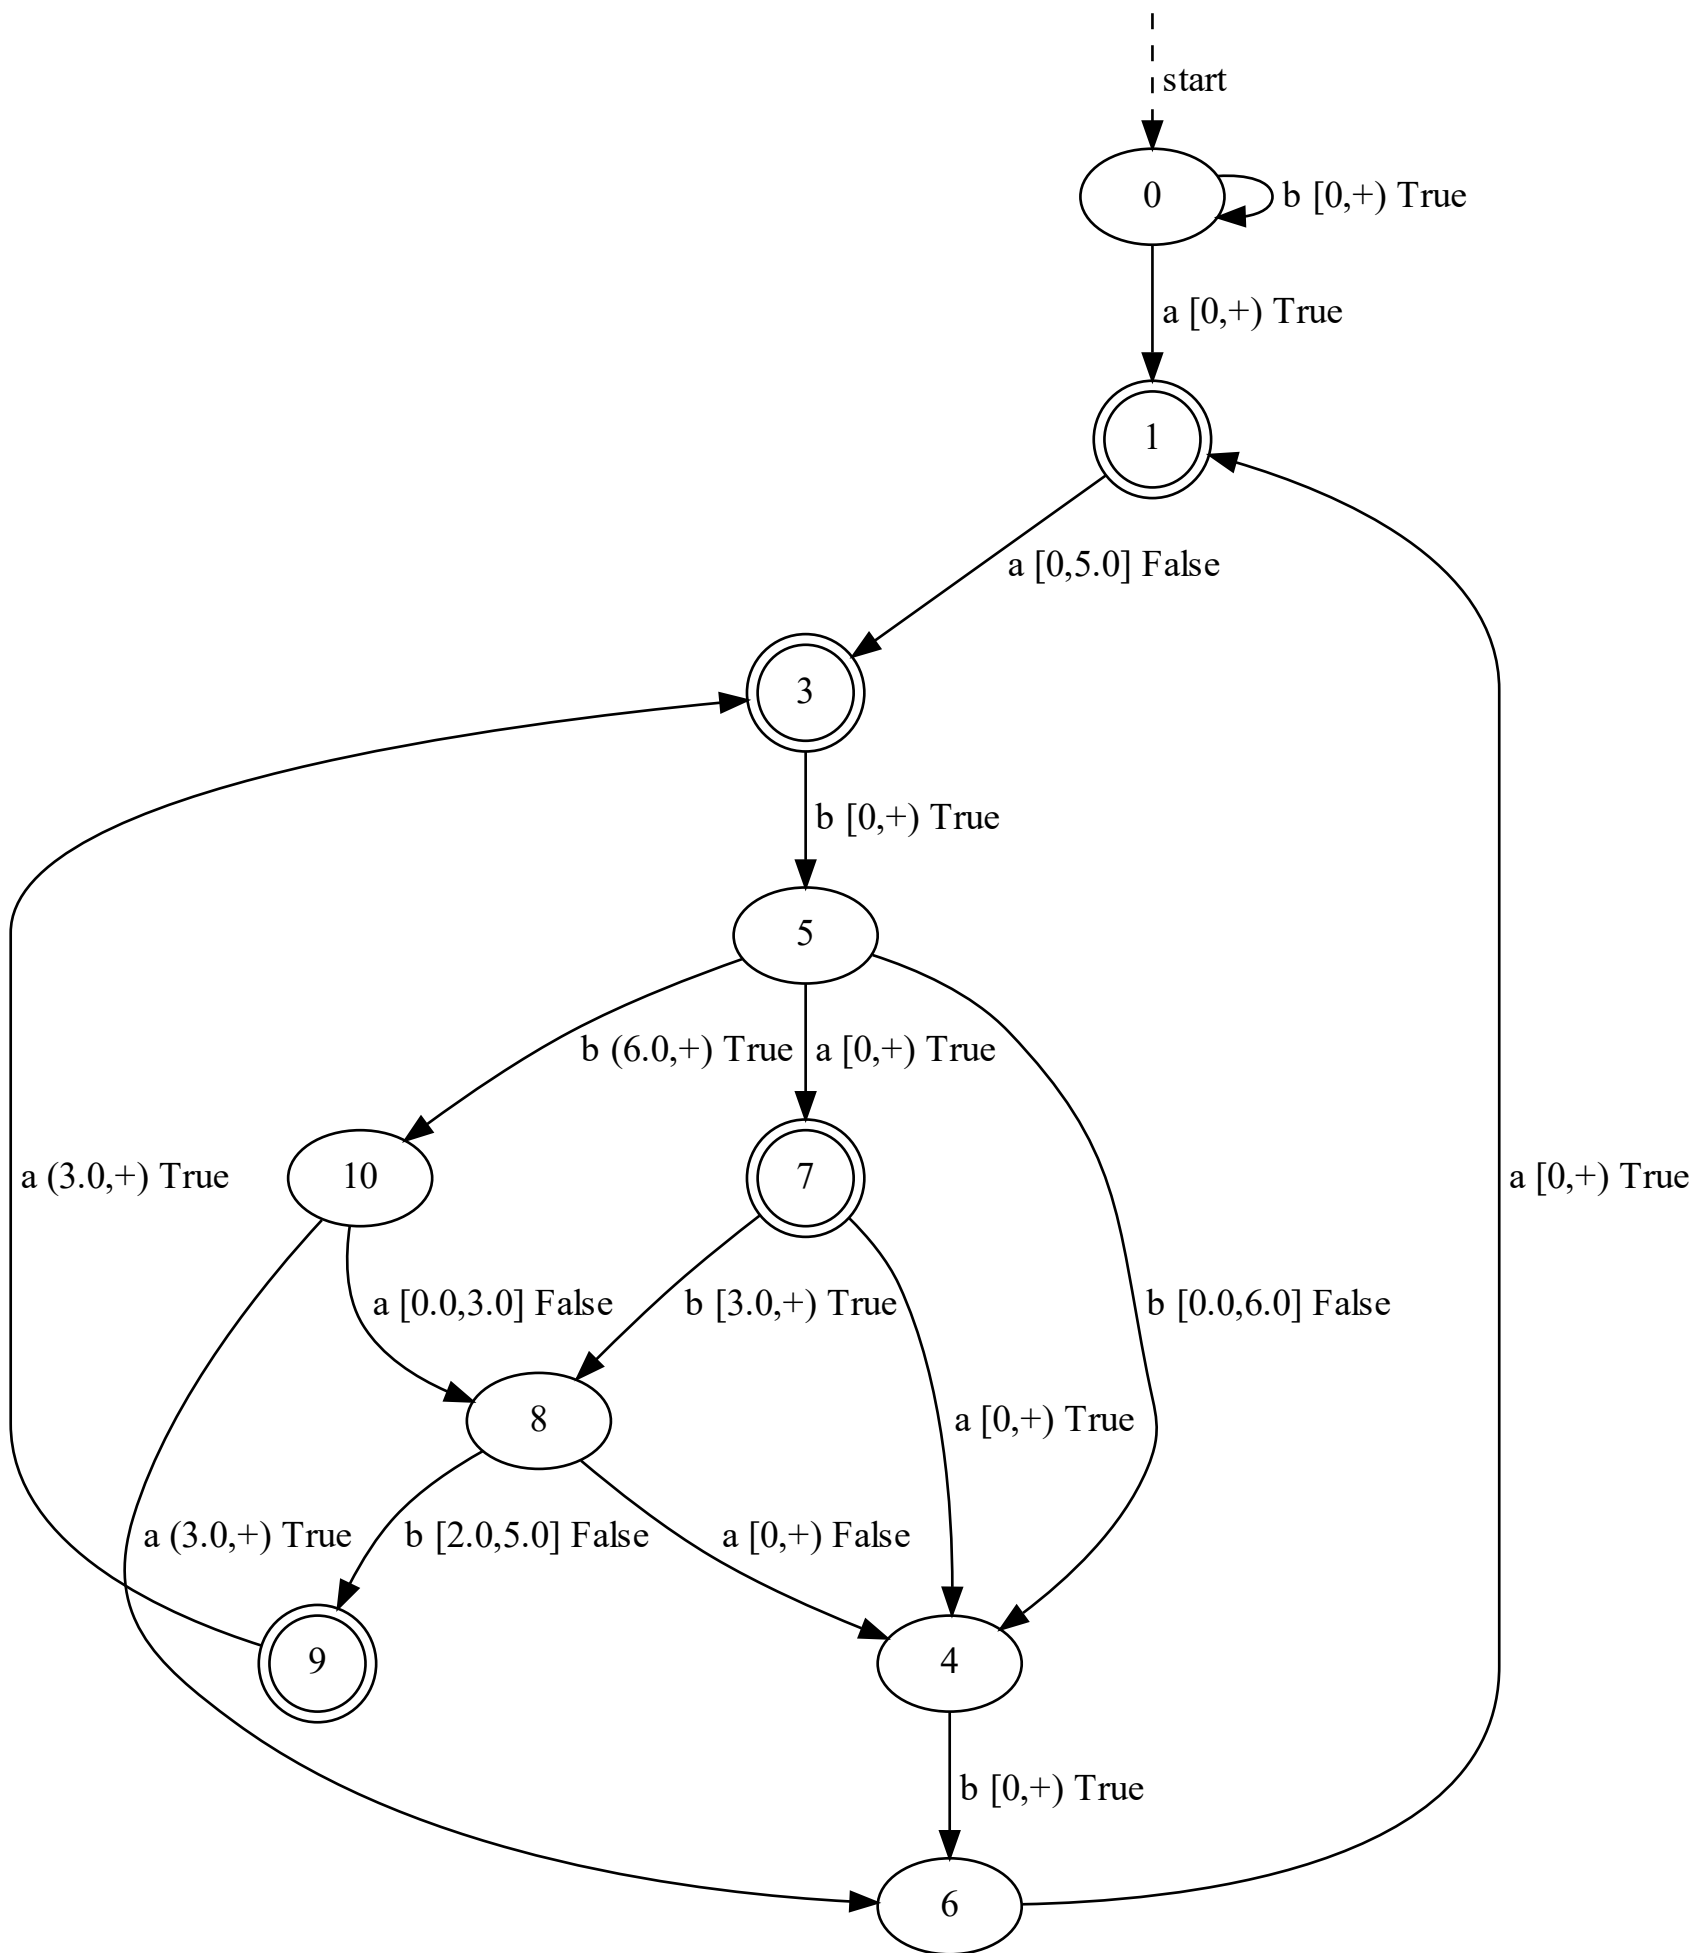 start
0
b [0,+) True
a [0,+) True
1
a [0,5.0] False
3
b [0,+) True
5
b (6.0,+) True
a [0,+) True
a (3.0,+) True
10
7
a [0,+) True
a [0.0,3.0] False
b [3.0,+) True
b [0.0,6.0] False
8
a [0,+) True
a (3.0,+) True
b [2.0,5.0] False
a [0,+) False
9
4
b [0,+) True
6